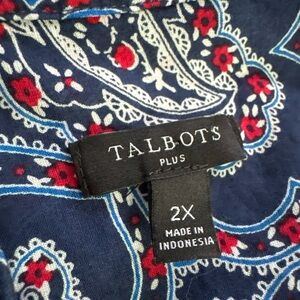 TALBOTS
PLUS
2X
MADE IN
INDONESIA